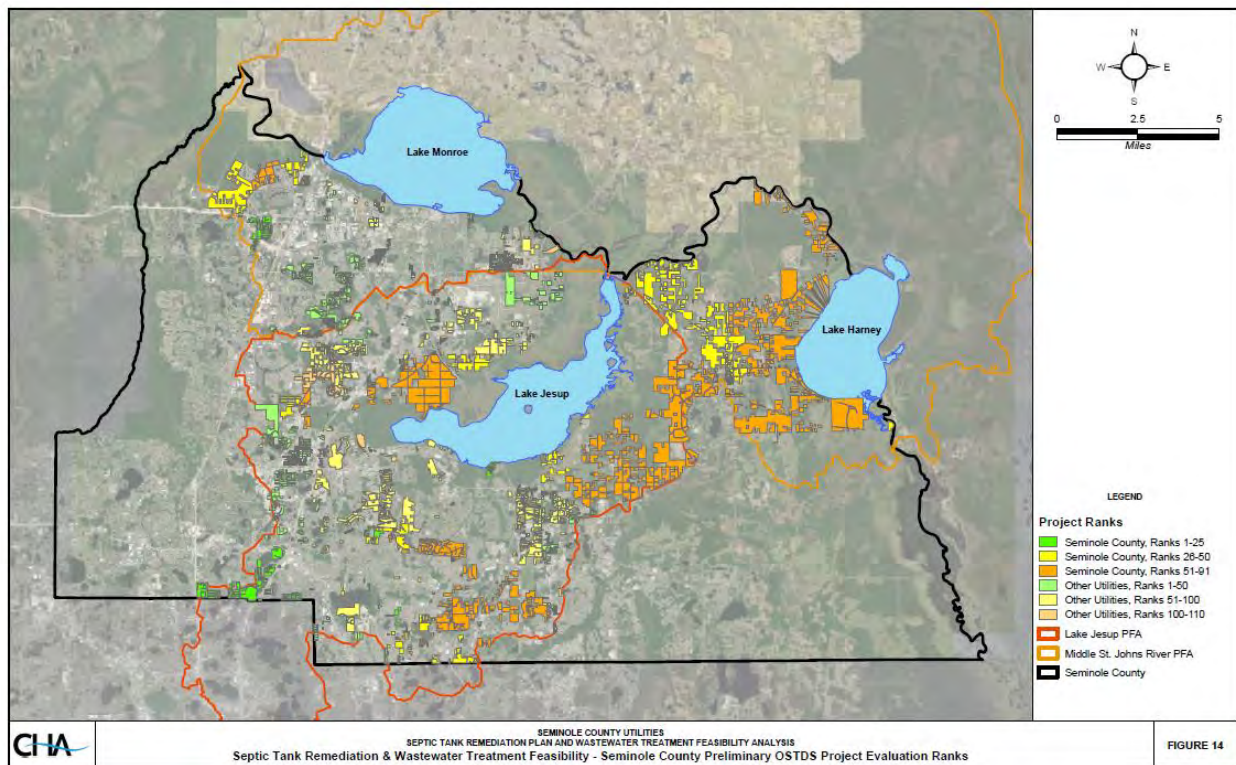 N
W E
S
0 2.5 5
Miles
Lake Monroe
Lake Harney
Lake Jesup
LEGEND
Project Ranks
Seminole County, Ranks 1-25
Seminole County, Ranks 26-50
Seminole County, Ranks 51-91
Other Utilities, Ranks 1-50
Other Utilities, Ranks 51-100
Other Utilities, Ranks 100-110
Lake Jesup PFA
Middle St. Johns River PFA
Seminole County
CHA
SEMINOLE COUNTY UTILITIES
SEPTIC TANK REMEDIATION PLAN AND WASTEWATER TREATMENT FEASIBILITY ANALYSIS
Septic Tank Remediation & Wastewater Treatment Feasibility - Seminole County Preliminary OSTDS Project Evaluation Ranks
FIGURE 14